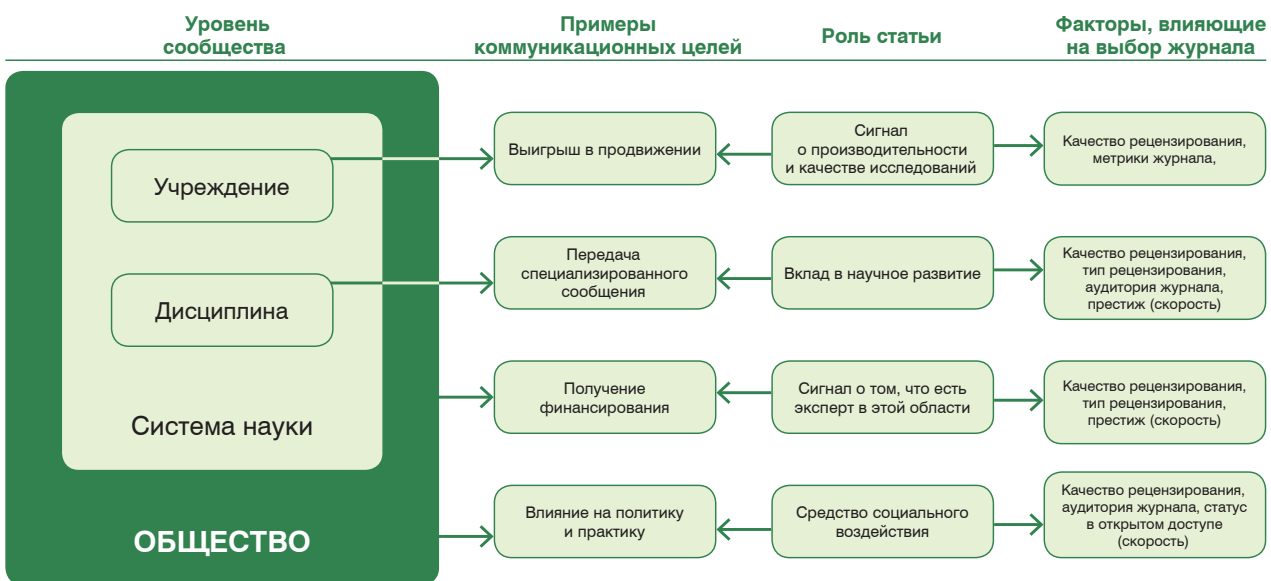 Уровень
сообщества
Примеры
коммуникационных целей
Роль статьи
Факторы, влияющие
на выбор журнала
Учреждение
Выигрыш в продвижении
Сигнал
о производительности
и качестве исследований
Качество рецензирования,
метрики журнала,
Дисциплина
Передача
специализированного
сообщения
Вклад в научное развитие
Качество рецензирования,
тип рецензирования,
аудитория журнала,
престиж (скорость)
Система науки
Получение
финансирования
Сигнал о том, что есть
эксперт в этой области
Качество рецензирования,
тип рецензирования,
престиж (скорость)
ОБЩЕСТВО
Влияние на политику
и практику
Средство социального
воздействия
Качество рецензирования,
аудитория журнала, статус
в открытом доступе
(скорость)